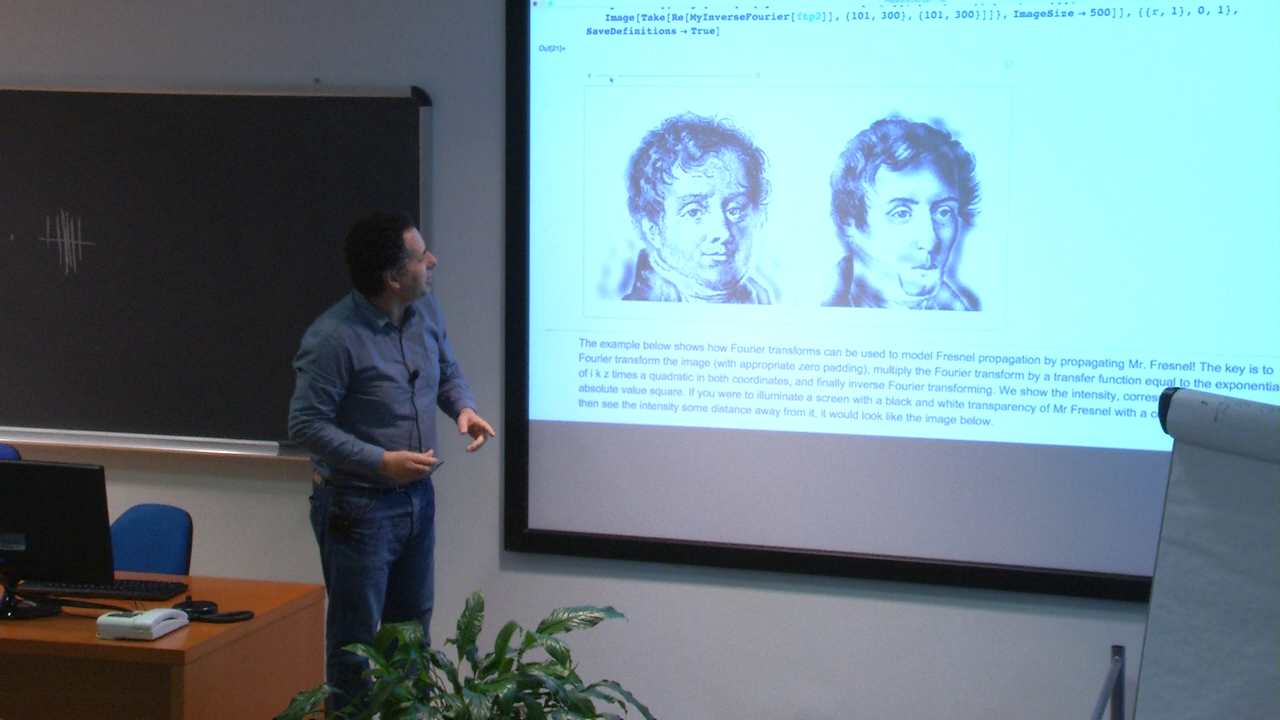 Image[Take[Re[MyInverseFourier[ftp2]], {101, 300}, {101, 300}]]}, ImageSize → 500]], {{r, 1}, 0, 1},
SaveDefinitions → True]
Out[21]=
r
The example below shows how Fourier transforms can be used to model Fresnel propagation by propagating Mr. Fresnel! The key is to
Fourier transform the image (with appropriate zero padding), multiply the Fourier transform by a transfer function equal to the exponential
of i k z times a quadratic in both coordinates, and finally inverse Fourier transforming. We show the intensity, corres
absolute value square. If you were to illuminate a screen with a black and white transparency of Mr Fresnel with a
then see the intensity some distance away from it, it would look like the image below.